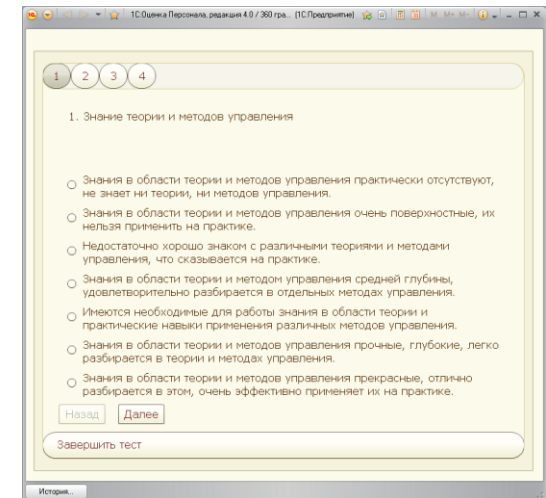 1С:Оценка Персонала, редакция 4.0 / 360 гра... (1С:Предприятие)
M M+ M-
1 2 3 4
1. Знание теории и методов управления
Знания в области теории и методов управления практически отсутствуют,
не знает ни теории, ни методов управления.
Знания в области теории и методов управления очень поверхностные, их
нельзя применить на практике.
Недостаточно хорошо знаком с различными теориями и методами
управления, что сказывается на практике.
Знания в области теории и методом управления средней глубины,
удовлетворительно разбирается в отдельных методах управления.
Имеются необходимые для работы знания в области теории и
практические навыки применения различных методов управления.
Знания в области теории и методов управления прочные, глубокие, легко
разбирается в теории и методах управления.
Знания в области теории и методов управления прекрасные, отлично
разбирается в этом, очень эффективно применяет их на практике.
Назад Далее
Завершить тест
История...